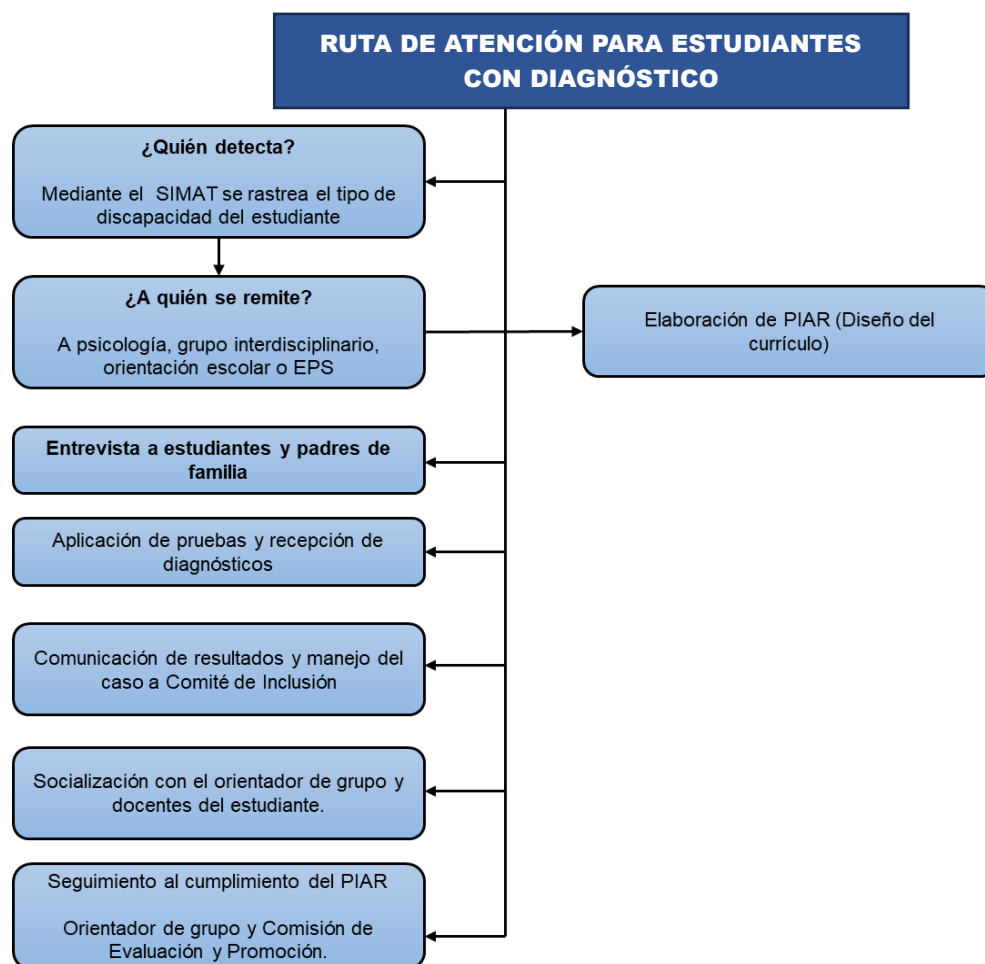 RUTA DE ATENCIÓN PARA ESTUDIANTES
CON DIAGNÓSTICO
¿Quién detecta?
Mediante el SIMAT se rastrea el tipo de
discapacidad del estudiante
¿A quién se remite?
A psicología, grupo interdisciplinario,
orientación escolar o EPS
Elaboración de PIAR (Diseño del
currículo)
Entrevista a estudiantes y padres de
familia
Aplicación de pruebas y recepción de
diagnósticos
Comunicación de resultados y manejo del
caso a Comité de Inclusión
Socialización con el orientador de grupo y
docentes del estudiante.
Seguimiento al cumplimiento del PIAR
Orientador de grupo y Comisión de
Evaluación y Promoción.